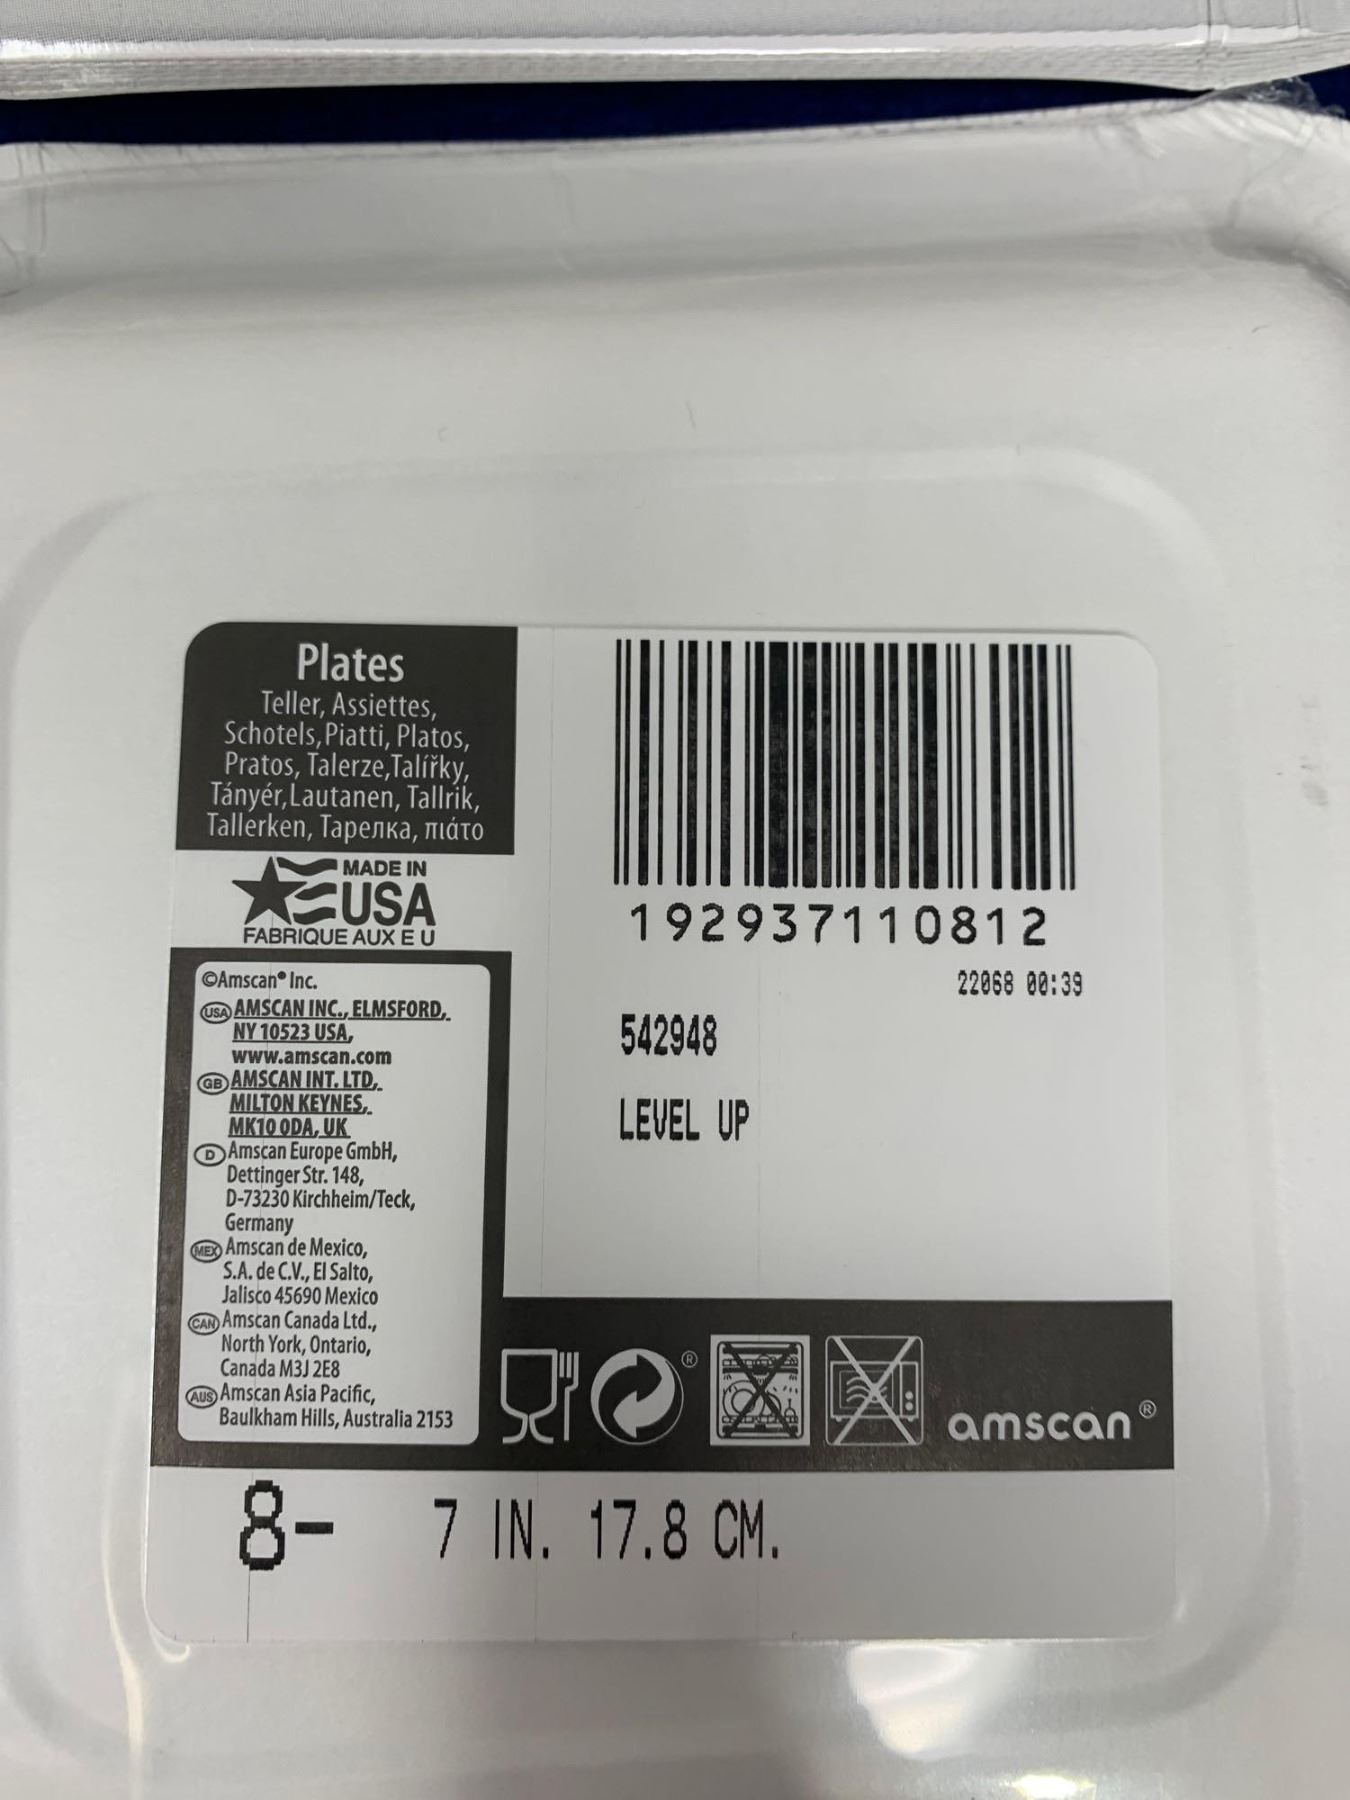 Plates
Teller, Assiettes,
Schotels,Piatti, Platos,
Pratos, Talerze,Talířky,
Tányér,Lautanen, Tallrik,
Tallerken, Тарелка, πιάτο
MADE IN
USA
FABRIQUE AUX E U
©Amscan® Inc.
USA AMSCAN INC., ELMSFORD,
NY 10523 USA,
www.amscan.com
GB AMSCAN INT. LTD,
MILTON KEYNES,
MK10 0DA, UK
D Amscan Europe GmbH,
Dettinger Str. 148,
D-73230 Kirchheim/Teck,
Germany
MEX Amscan de Mexico,
S.A. de C.V., El Salto,
Jalisco 45690 Mexico
CAN Amscan Canada Ltd.,
North York, Ontario,
Canada M3J 2E8
AUS Amscan Asia Pacific,
Baulkham Hills, Australia 2153
192937110812
22068 00:39
542948
LEVEL UP
®
amscan®
8- 7 IN. 17.8 CM.